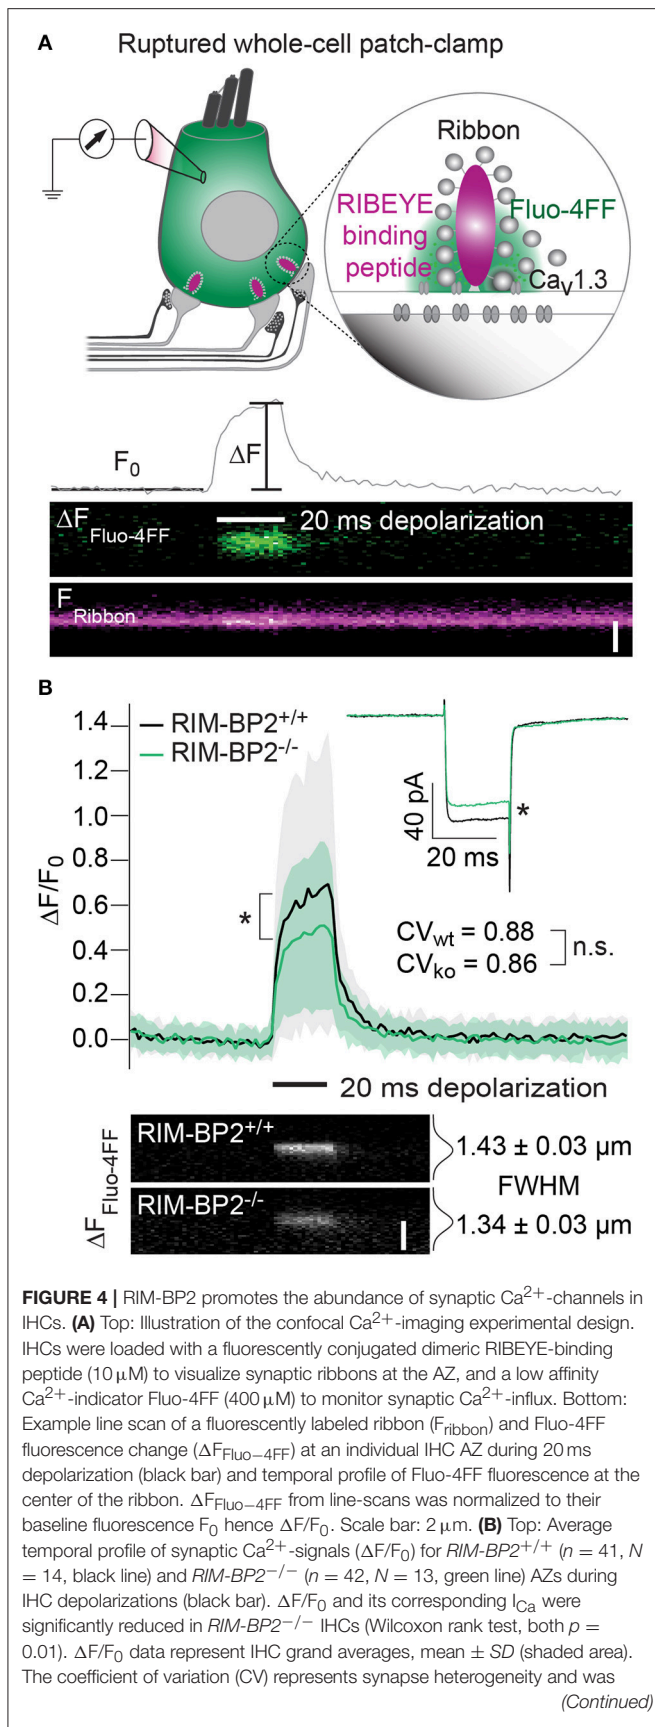 A
Ruptured whole-cell patch-clamp
Ribbon
RIBEYE
binding
peptide
Fluo-4FF
CaV1.3
F0
ΔF
ΔF Fluo-4FF
20 ms depolarization
F Ribbon
B
1.4
1.2
1.0
0.8
0.6
0.4
0.2
0.0
ΔF/F0
RIM-BP2+/+
RIM-BP2-/-
40 pA
20 ms
*
*
CVwt = 0.88
CVko = 0.86
n.s.
20 ms depolarization
ΔF Fluo-4FF
RIM-BP2+/+
RIM-BP2-/-
1.43 ± 0.03 µm
FWHM
1.34 ± 0.03 µm
FIGURE 4 | RIM-BP2 promotes the abundance of synaptic Ca2+-channels in
IHCs. (A) Top: Illustration of the confocal Ca2+-imaging experimental design.
IHCs were loaded with a fluorescently conjugated dimeric RIBEYE-binding
peptide (10 µM) to visualize synaptic ribbons at the AZ, and a low affinity
Ca2+-indicator Fluo-4FF (400 µM) to monitor synaptic Ca2+-influx. Bottom:
Example line scan of a fluorescently labeled ribbon (Fribbon) and Fluo-4FF
fluorescence change (ΔFFluo−4FF) at an individual IHC AZ during 20 ms
depolarization (black bar) and temporal profile of Fluo-4FF fluorescence at the
center of the ribbon. ΔFFluo−4FF from line-scans was normalized to their
baseline fluorescence F0 hence ΔF/F0. Scale bar: 2 µm. (B) Top: Average
temporal profile of synaptic Ca2+-signals (ΔF/F0) for RIM-BP2+/+ (n = 41, N
= 14, black line) and RIM-BP2−/− (n = 42, N = 13, green line) AZs during
IHC depolarizations (black bar). ΔF/F0 and its corresponding ICa were
significantly reduced in RIM-BP2−/− IHCs (Wilcoxon rank test, both p =
0.01). ΔF/F0 data represent IHC grand averages, mean ± SD (shaded area).
The coefficient of variation (CV) represents synapse heterogeneity and was
(Continued)